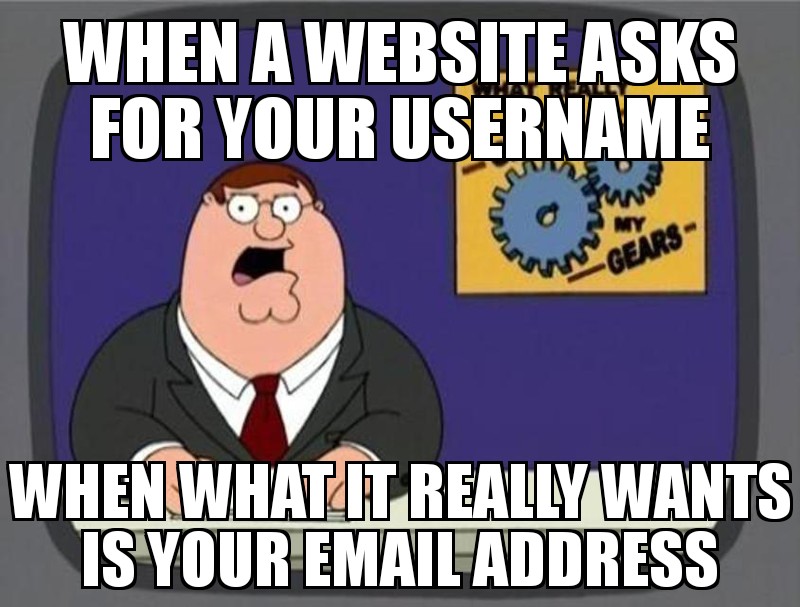 WHEN A WEBSITE ASKS
FOR YOUR USERNAME
WHAT REALLY
MY
GEARS
WHEN WHAT IT REALLY WANTS
IS YOUR EMAIL ADDRESS